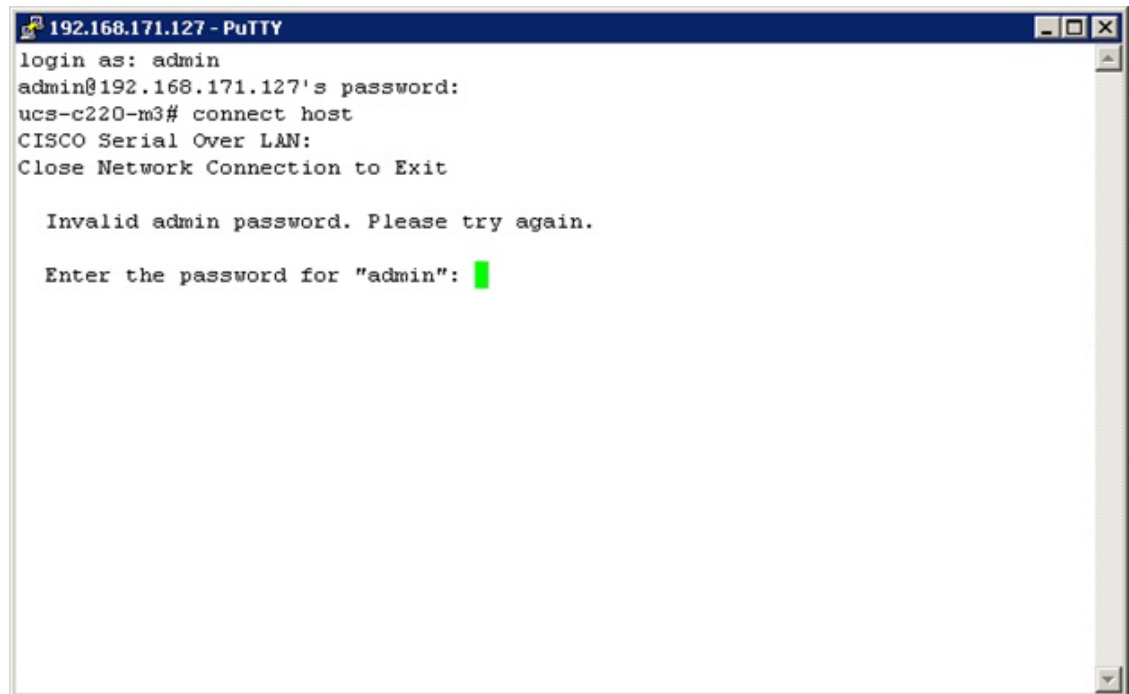 192.168.171.127 - PuTTY
login as: admin
admin@192.168.171.127's password:
ucs-c220-m3# connect host
CISCO Serial Over LAN:
Close Network Connection to Exit
Invalid admin password. Please try again.
Enter the password for "admin":